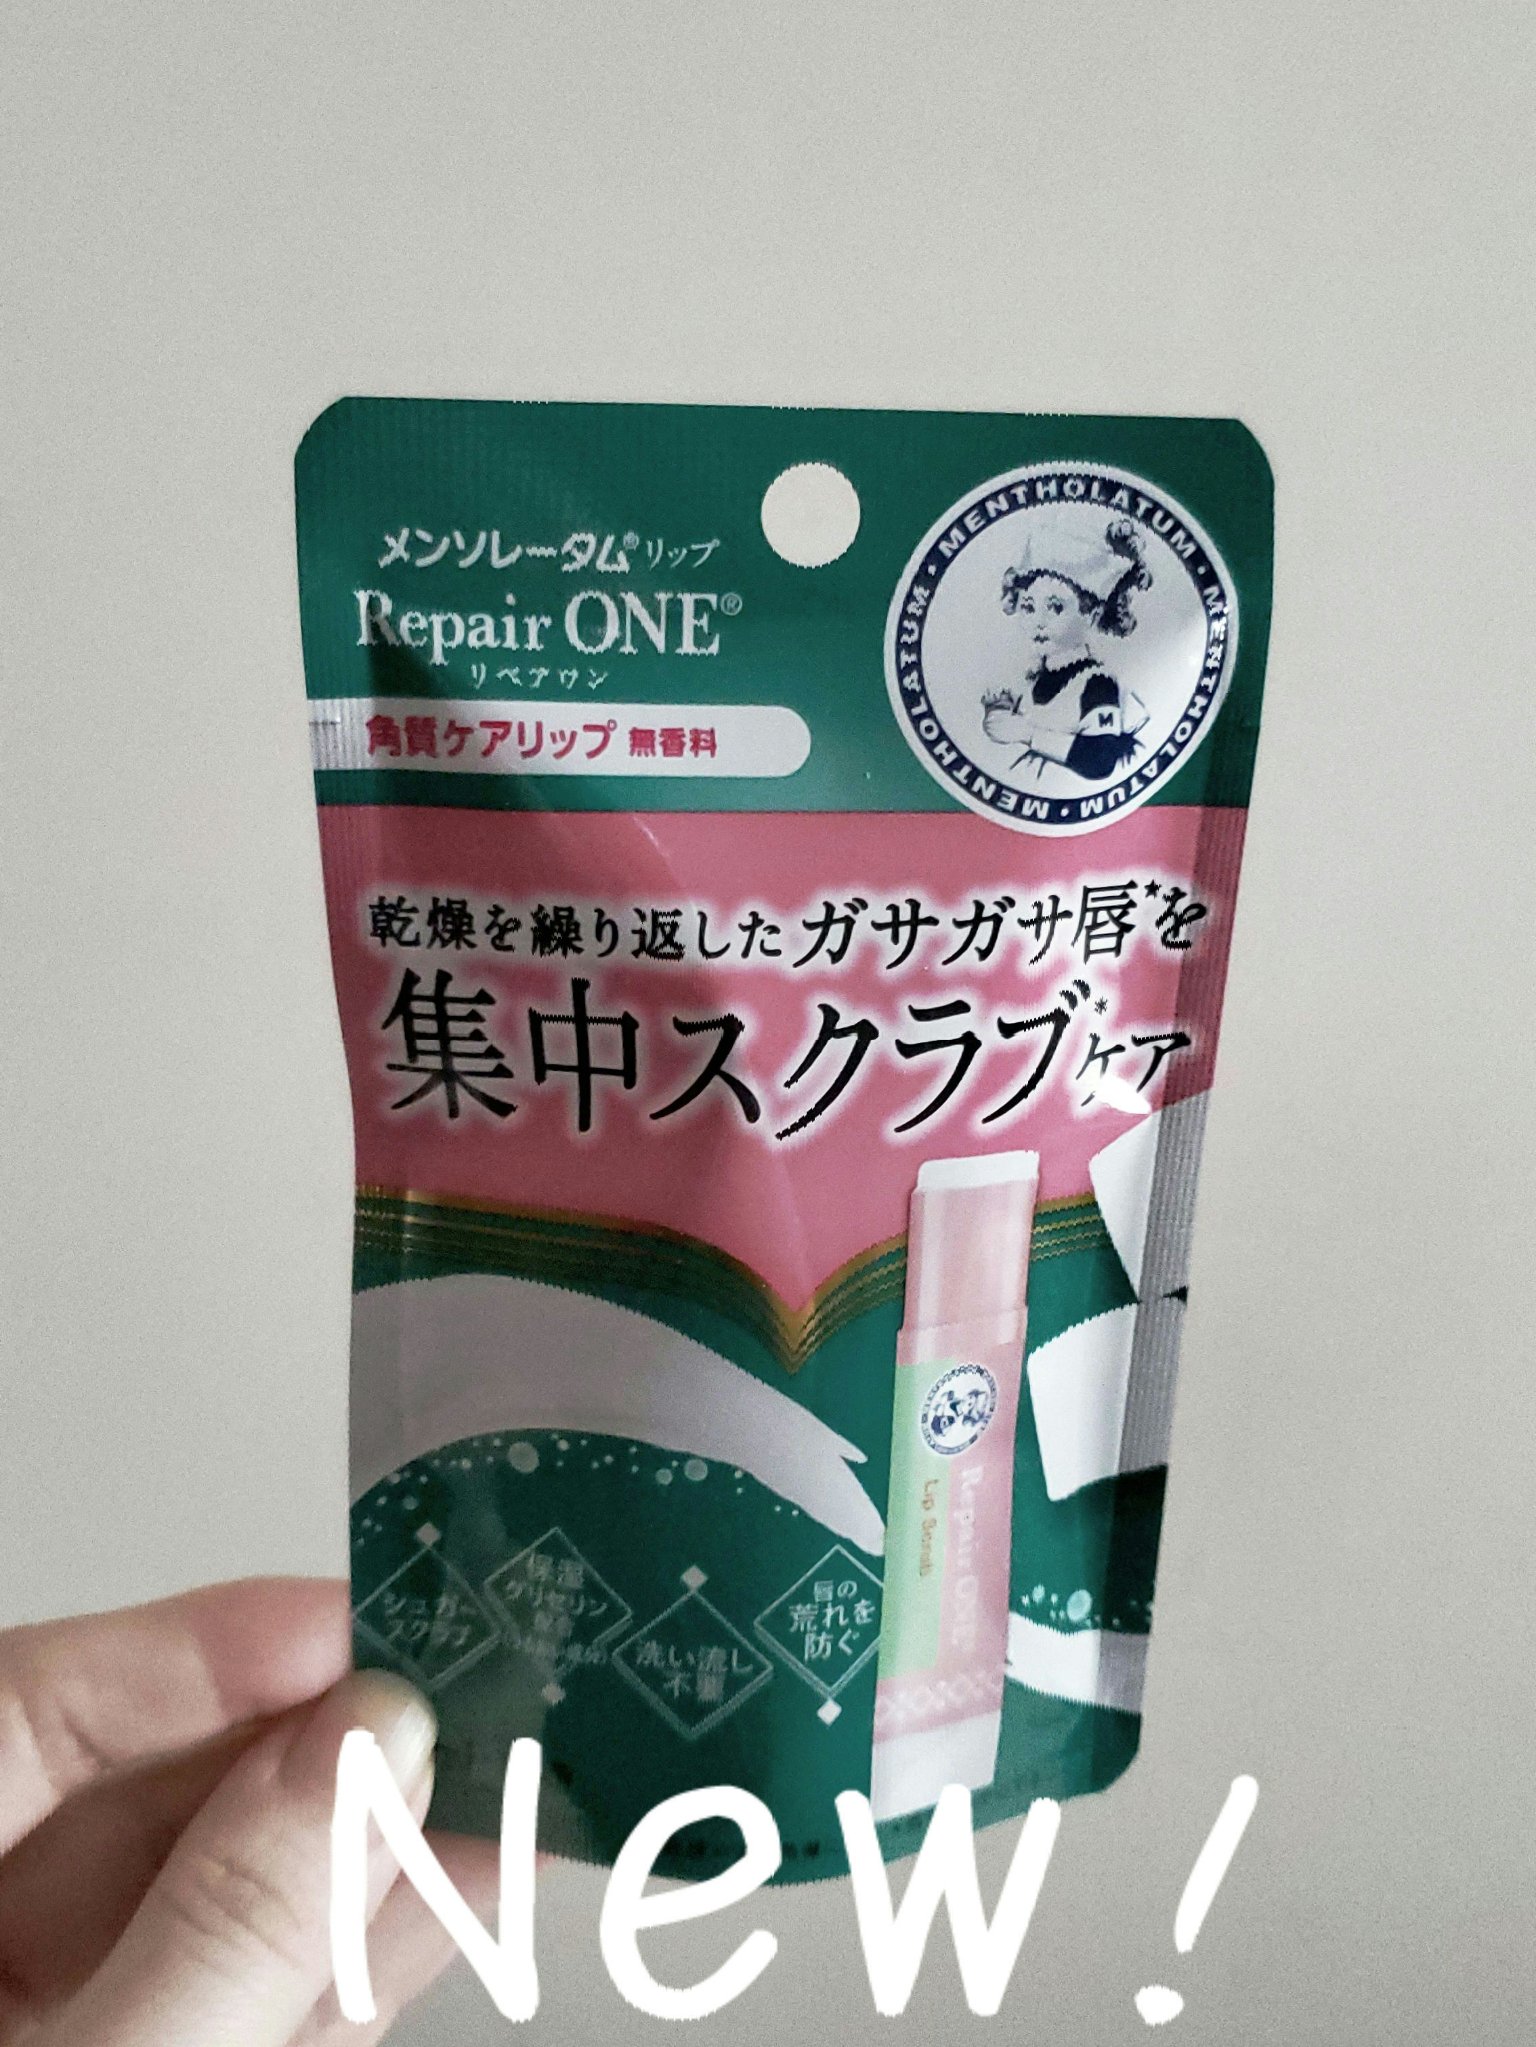 メンソレータム®リップ
Repair ONE®
リペアワン
角質ケアリップ 無香料
MENTHOLATUM・MENTHOLATUM・MENTHOLATUM・MENTHOLATUM・
M
乾燥を繰り返したガサガサ唇*を
集中スクラブ*ケア
シュガー
スクラブ
保湿
グリセリン
配合
洗い流し
不要
唇の
荒れを
防ぐ
Repair ONE
Lip Scrub
New!